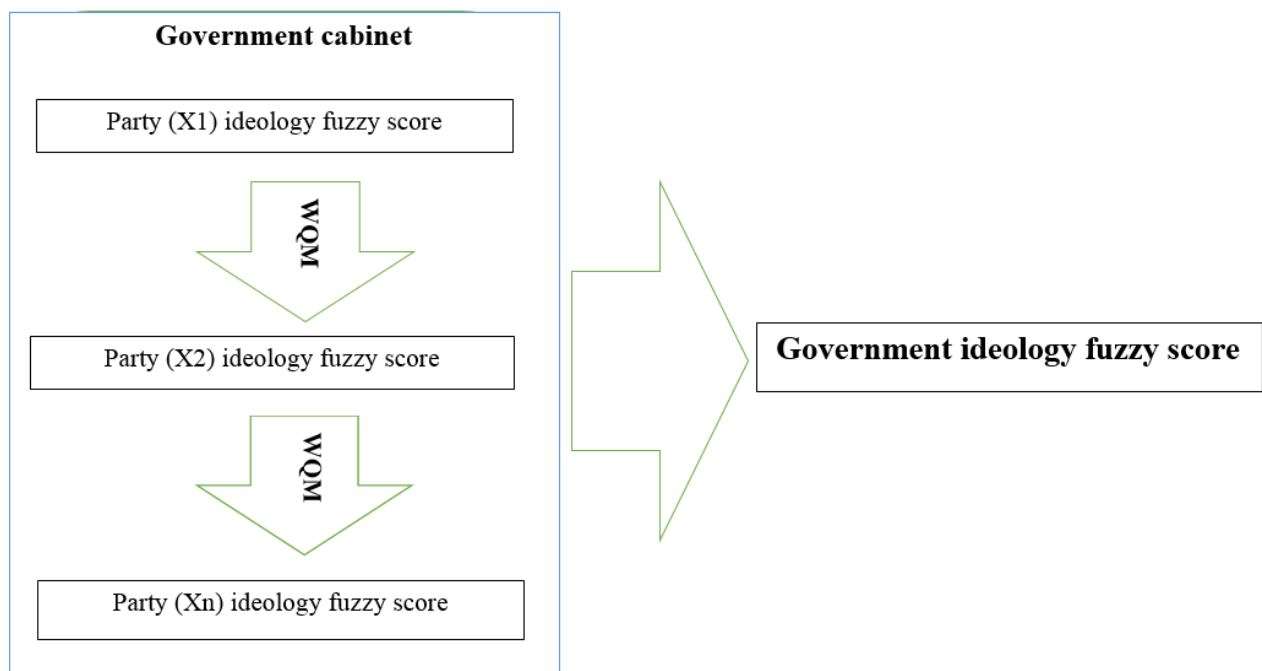 Government cabinet
Party (X1) ideology fuzzy score
WQM
Party (X2) ideology fuzzy score
WQM
Party (Xn) ideology fuzzy score
Government ideology fuzzy score